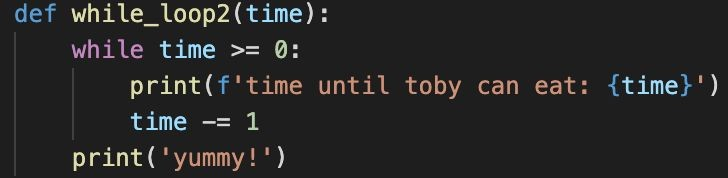 def while_loop2(time):
    while time >= 0:
        print(f'time until toby can eat: {time}')
        time -= 1
    print('yummy!')